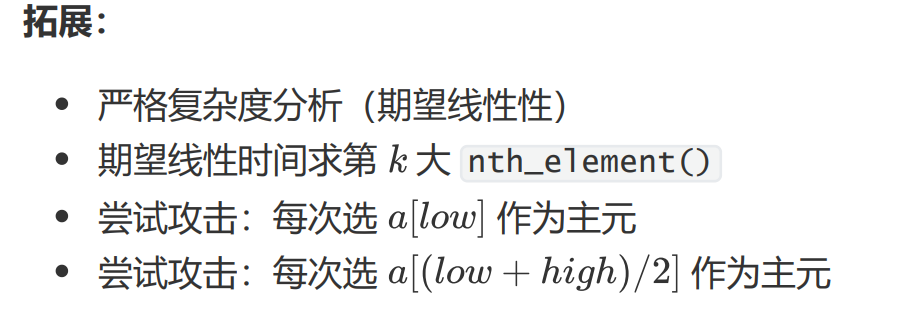 拓展：
• 严格复杂度分析（期望线性性）
• 期望线性时间求第 k 大 nth_element()
• 尝试攻击：每次选 a[low] 作为主元
• 尝试攻击：每次选 a[(low + high)/2] 作为主元